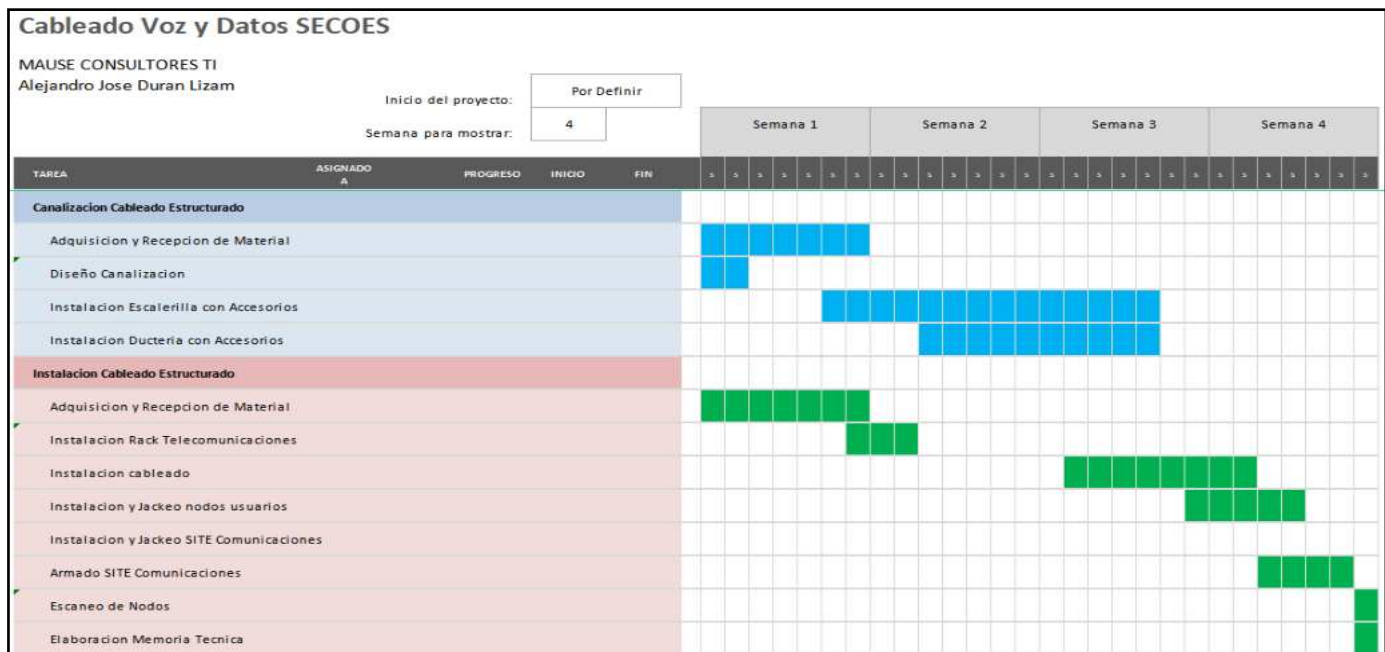 Cableado Voz y Datos SECOES
MAUSE CONSULTORES TI
Alejandro Jose Duran Lizam
Inicio del proyecto: Por Definir
Semana para mostrar: 4
Semana 1 Semana 2 Semana 3 Semana 4
TAREA ASIGNADO A PROGRESO INICIO FIN s s s s s s s s s s s s s s s s s s s s s s s s s s s s
Canalizacion Cableado Estructurado
Adquisicion y Recepcion de Material
Diseño Canalizacion
Instalacion Escalerilla con Accesorios
Instalacion Ducteria con Accesorios
Instalacion Cableado Estructurado
Adquisicion y Recepcion de Material
Instalacion Rack Telecomunicaciones
Instalacion cableado
Instalacion y Jackeo nodos usuarios
Instalacion y Jackeo SITE Comunicaciones
Armado SITE Comunicaciones
Escaneo de Nodos
Elaboracion Memoria Tecnica